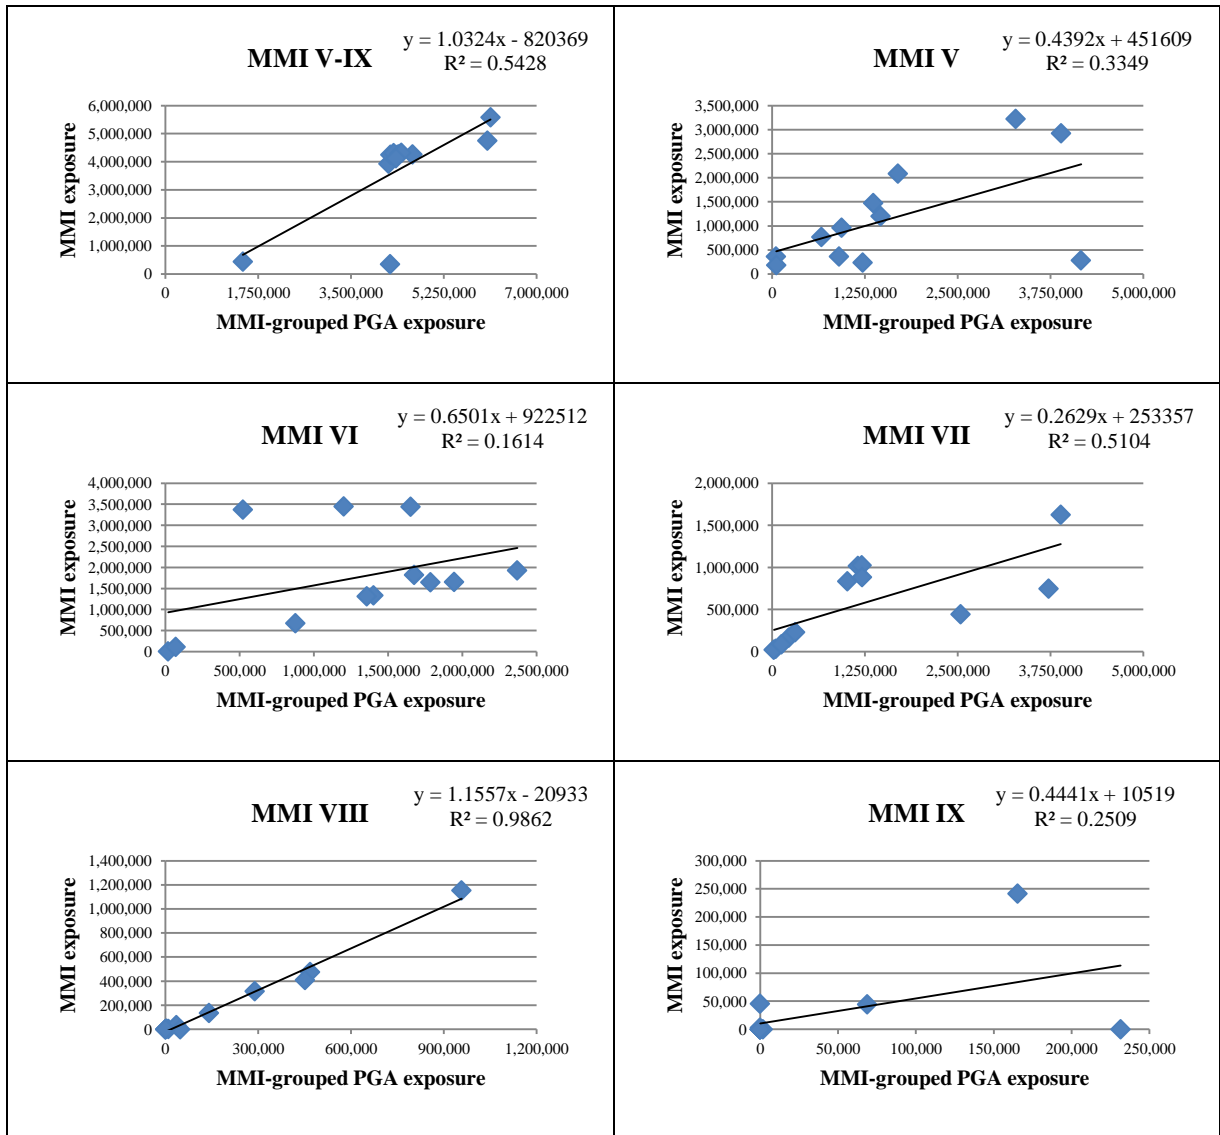 y = 1.0324x - 820369
R² = 0.5428
MMI V-IX
MMI exposure
6,000,000
5,000,000
4,000,000
3,000,000
2,000,000
1,000,000
0
0 1,750,000 3,500,000 5,250,000 7,000,000
MMI-grouped PGA exposure
y = 0.4392x + 451609
R² = 0.3349
MMI V
MMI exposure
3,500,000
3,000,000
2,500,000
2,000,000
1,500,000
1,000,000
500,000
0
0 1,250,000 2,500,000 3,750,000 5,000,000
MMI-grouped PGA exposure
y = 0.6501x + 922512
R² = 0.1614
MMI VI
MMI exposure
4,000,000
3,500,000
3,000,000
2,500,000
2,000,000
1,500,000
1,000,000
500,000
0
0 500,000 1,000,000 1,500,000 2,000,000 2,500,000
MMI-grouped PGA exposure
y = 0.2629x + 253357
R² = 0.5104
MMI VII
MMI exposure
2,000,000
1,500,000
1,000,000
500,000
0
0 1,250,000 2,500,000 3,750,000 5,000,000
MMI-grouped PGA exposure
y = 1.1557x - 20933
R² = 0.9862
MMI VIII
MMI exposure
1,400,000
1,200,000
1,000,000
800,000
600,000
400,000
200,000
0
0 300,000 600,000 900,000 1,200,000
MMI-grouped PGA exposure
y = 0.4441x + 10519
R² = 0.2509
MMI IX
MMI exposure
300,000
250,000
200,000
150,000
100,000
50,000
0
0 50,000 100,000 150,000 200,000 250,000
MMI-grouped PGA exposure